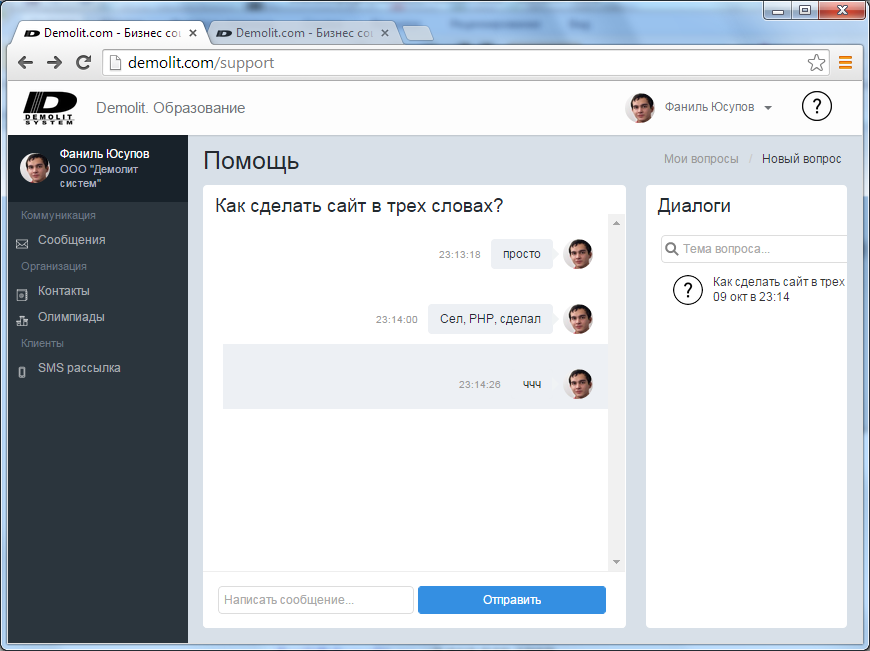 Demolit.com - Бизнес со
Demolit.com - Бизнес со
demolit.com/support
DEMOLIT
SYSTEM
Demolit. Образование
Фаниль Юсупов
?
Фаниль Юсупов
ООО "Демолит
систем"
Коммуникация
Сообщения
Организация
Контакты
Олимпиады
Клиенты
SMS рассылка
Помощь
Мои вопросы / Новый вопрос
Как сделать сайт в трех словах?
23:13:18 просто
23:14:00 Сел, PHP, сделал
23:14:26 ччч
Написать сообщение...
Отправить
Диалоги
Тема вопроса...
?
Как сделать сайт в трех
09 окт в 23:14